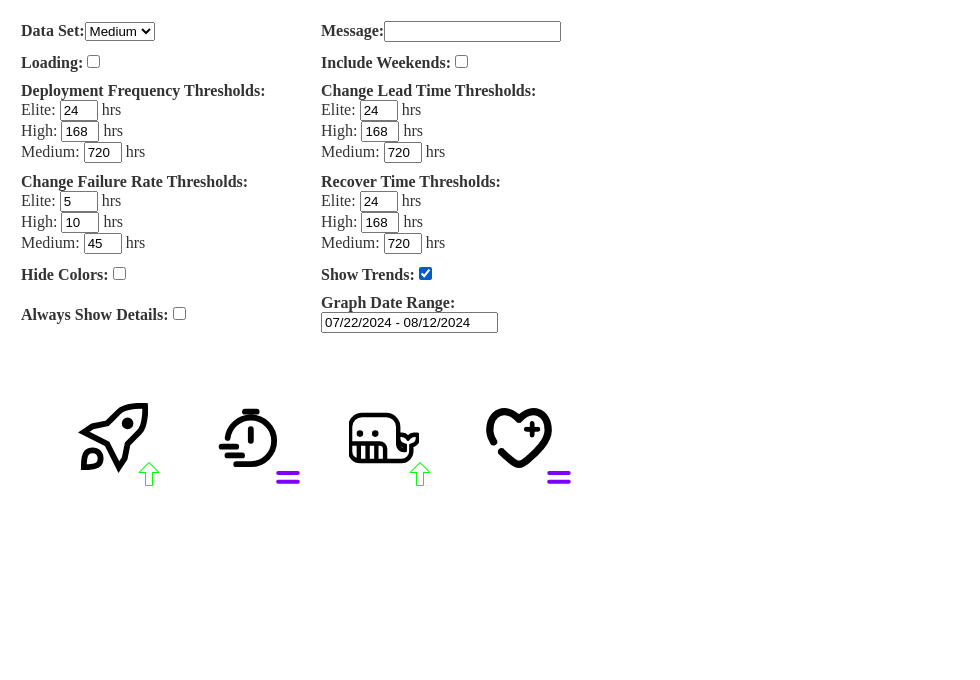 Data Set: Medium
Message:
Loading:
Include Weekends:
Deployment Frequency Thresholds:
Elite: 24 hrs
High: 168 hrs
Medium: 720 hrs
Change Lead Time Thresholds:
Elite: 24 hrs
High: 168 hrs
Medium: 720 hrs
Change Failure Rate Thresholds:
Elite: 5 hrs
High: 10 hrs
Medium: 45 hrs
Recover Time Thresholds:
Elite: 24 hrs
High: 168 hrs
Medium: 720 hrs
Hide Colors:
Show Trends:
Always Show Details:
Graph Date Range:
07/22/2024 - 08/12/2024